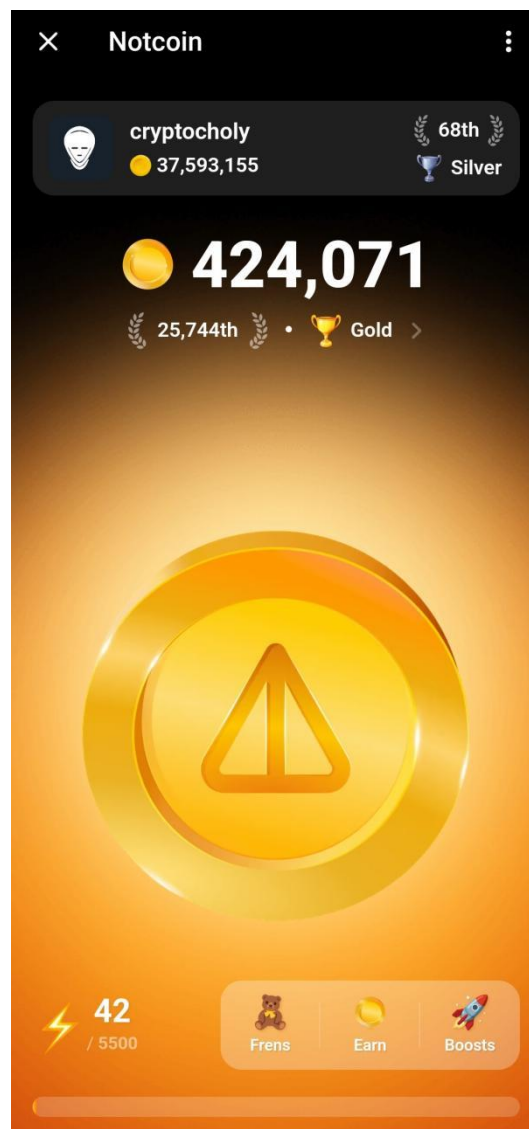 Notcoin
cryptocholy 68th
37,593,155 Silver
424,071
25,744th • Gold >
42
/ 5500
Frens Earn Boosts